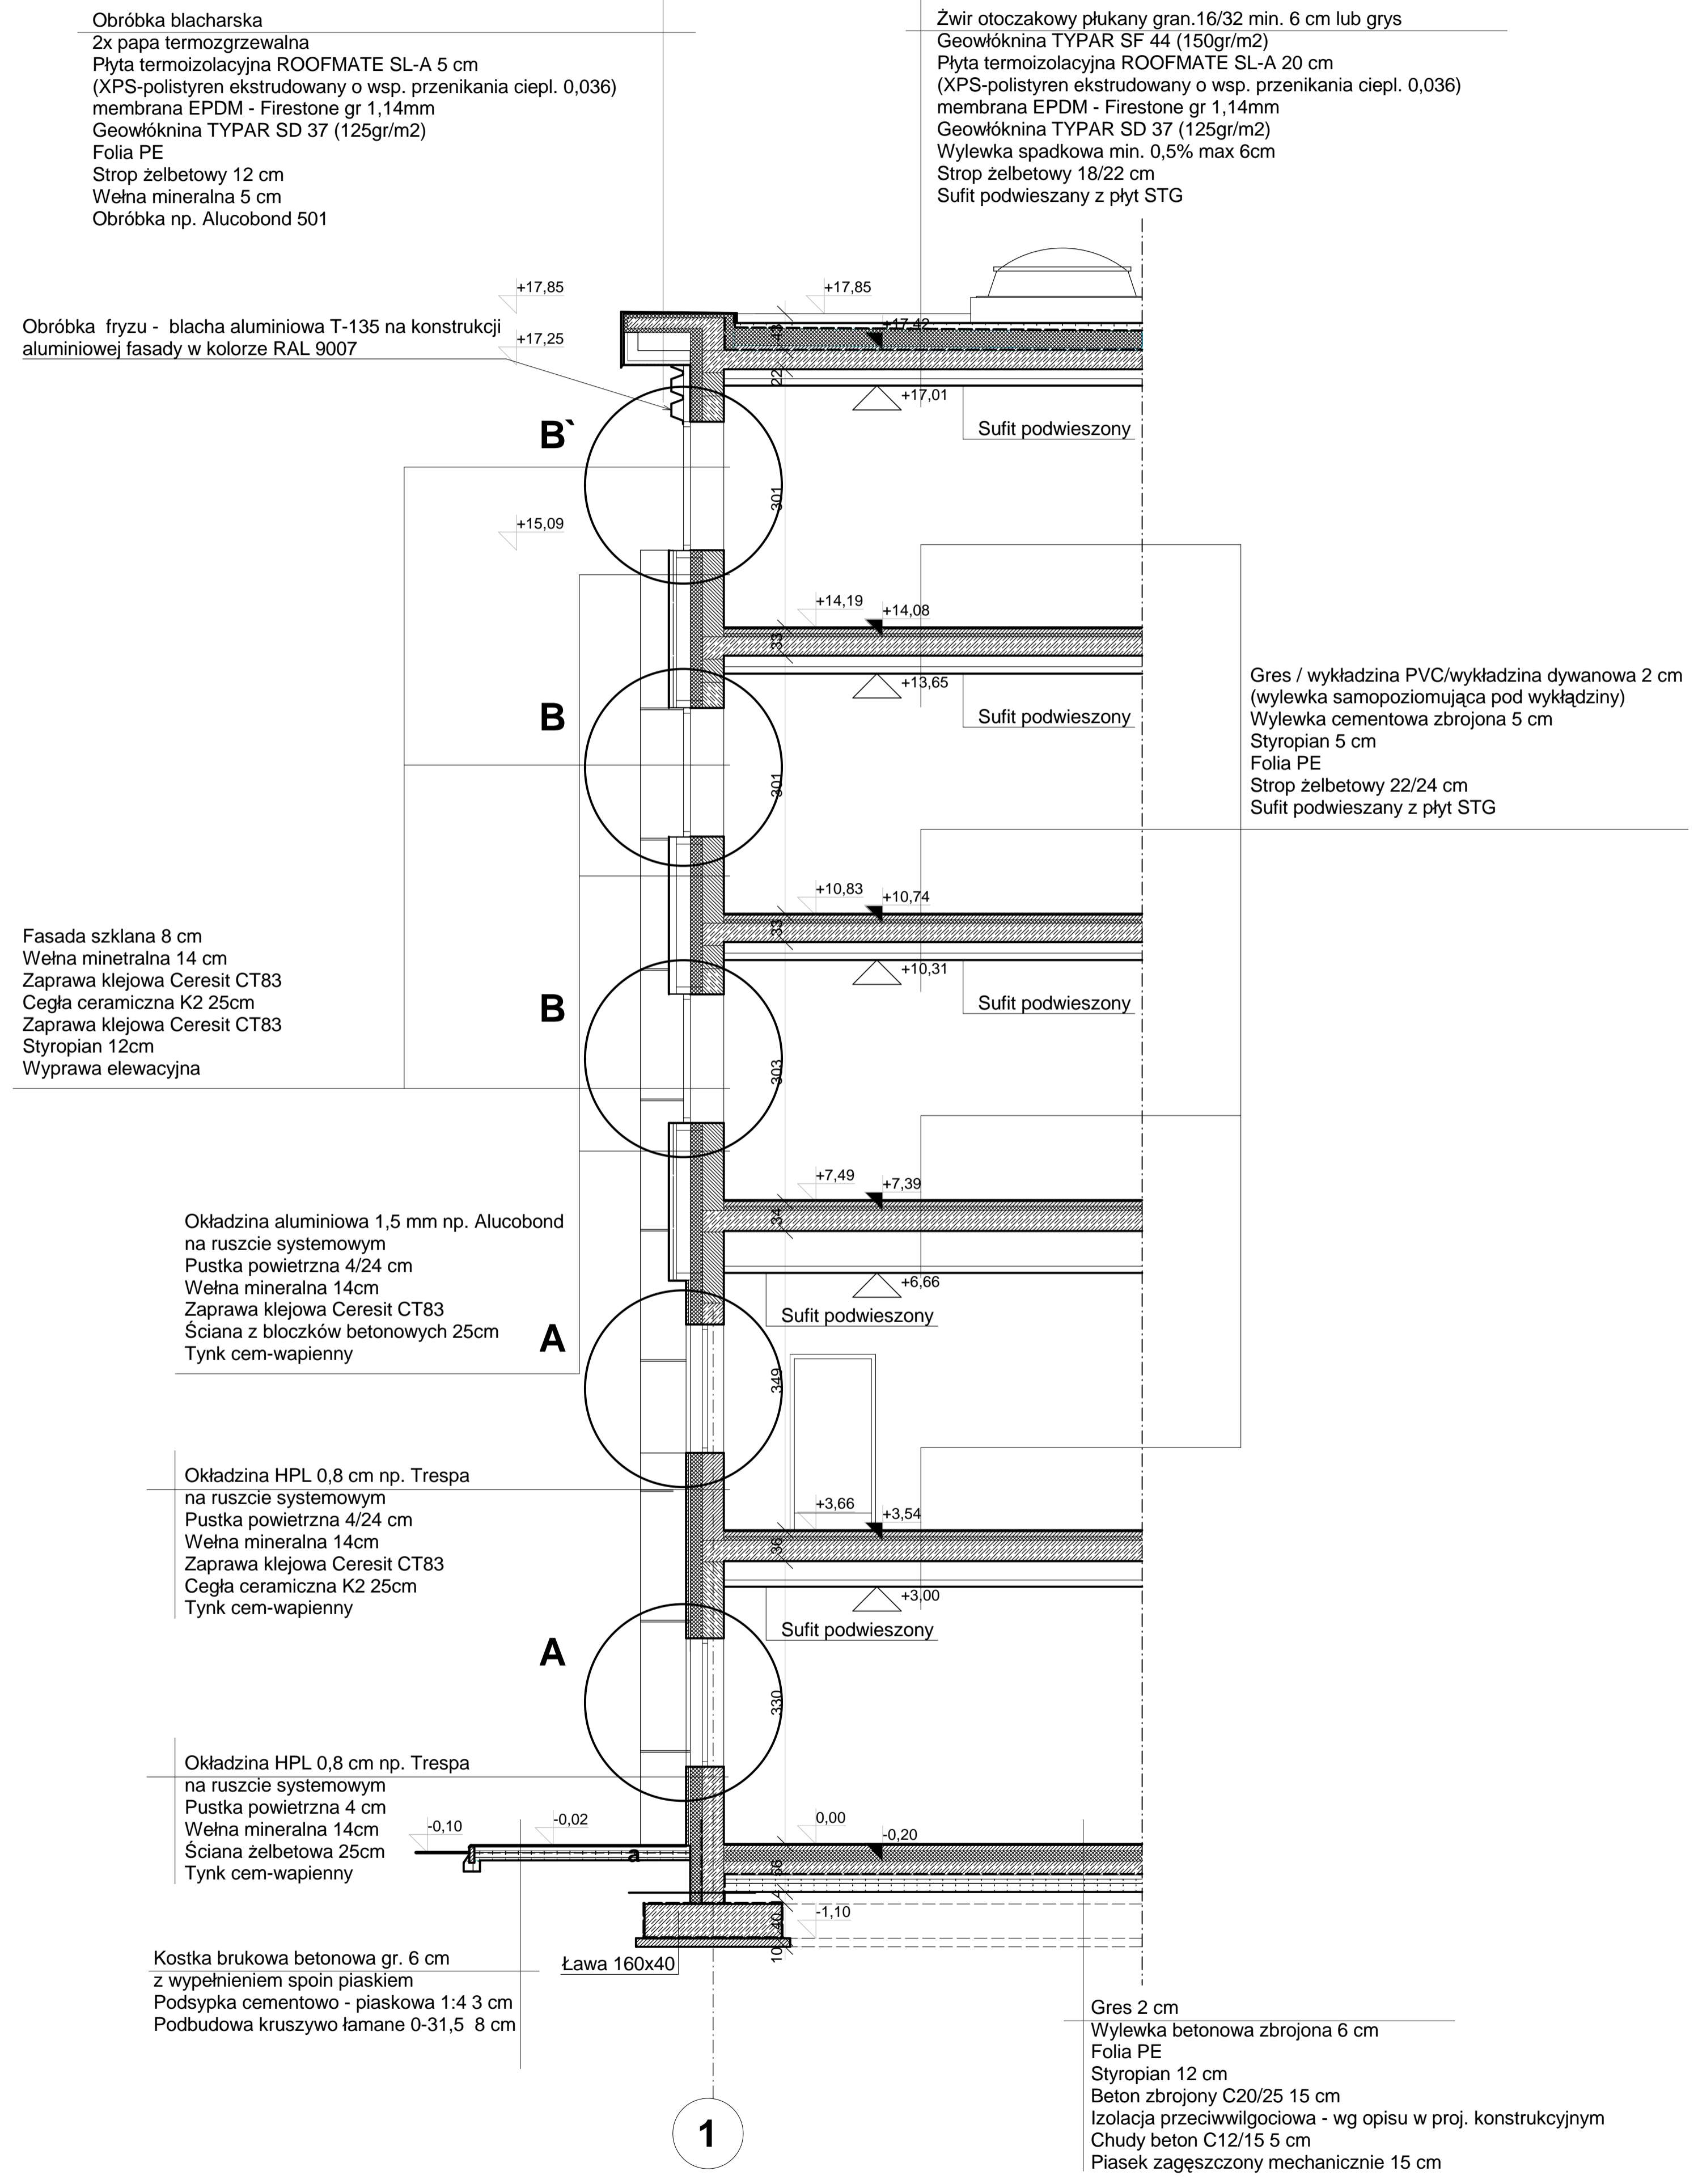 Obróbka blacharska
2x papa termozgrzewalna
Płyta termoizolacyjna ROOFMATE SL-A 5 cm
(XPS-polistyren ekstrudowany o wsp. przenikania ciepl. 0,036)
membrana EPDM - Firestone gr 1,14mm
Geowłóknina TYPAR SD 37 (125gr/m2)
Folia PE
Strop żelbetowy 12 cm
Wełna mineralna 5 cm
Obróbka np. Alucobond 501
Żwir otoczakowy płukany gran.16/32 min. 6 cm lub grys
Geowłóknina TYPAR SF 44 (150gr/m2)
Płyta termoizolacyjna ROOFMATE SL-A 20 cm
(XPS-polistyren ekstrudowany o wsp. przenikania ciepl. 0,036)
membrana EPDM - Firestone gr 1,14mm
Geowłóknina TYPAR SD 37 (125gr/m2)
Wylewka spadkowa min. 0,5% max 6cm
Strop żelbetowy 18/22 cm
Sufit podwieszany z płyt STG
+17,85
+17,85
Obróbka fryzu - blacha aluminiowa T-135 na konstrukcji
aluminiowej fasady w kolorze RAL 9007
+17,25
+17,42
43
22
+17,01
Sufit podwieszony
B`
301
+15,09
+14,19
+14,08
33
+13,65
Sufit podwieszony
B
301
Gres / wykładzina PVC/wykładzina dywanowa 2 cm
(wylewka samopoziomująca pod wykłądziny)
Wylewka cementowa zbrojona 5 cm
Styropian 5 cm
Folia PE
Strop żelbetowy 22/24 cm
Sufit podwieszany z płyt STG
+10,83
+10,74
33
+10,31
Sufit podwieszony
Fasada szklana 8 cm
Wełna minetralna 14 cm
Zaprawa klejowa Ceresit CT83
Cegła ceramiczna K2 25cm
Zaprawa klejowa Ceresit CT83
Styropian 12cm
Wyprawa elewacyjna
B
303
+7,49
+7,39
34
+6,66
Sufit podwieszony
Okładzina aluminiowa 1,5 mm np. Alucobond
na ruszcie systemowym
Pustka powietrzna 4/24 cm
Wełna mineralna 14cm
Zaprawa klejowa Ceresit CT83
Ściana z bloczków betonowych 25cm
Tynk cem-wapienny
A
349
Okładzina HPL 0,8 cm np. Trespa
na ruszcie systemowym
Pustka powietrzna 4/24 cm
Wełna mineralna 14cm
Zaprawa klejowa Ceresit CT83
Cegła ceramiczna K2 25cm
Tynk cem-wapienny
+3,66
+3,54
36
+3,00
Sufit podwieszony
A
330
Okładzina HPL 0,8 cm np. Trespa
na ruszcie systemowym
Pustka powietrzna 4 cm
Wełna mineralna 14cm
Ściana żelbetowa 25cm
Tynk cem-wapienny
-0,10
-0,02
0,00
-0,20
a
-1,10
40
10
Ława 160x40
Kostka brukowa betonowa gr. 6 cm
z wypełnieniem spoin piaskiem
Podsypka cementowo - piaskowa 1:4 3 cm
Podbudowa kruszywo łamane 0-31,5 8 cm
Gres 2 cm
Wylewka betonowa zbrojona 6 cm
Folia PE
Styropian 12 cm
Beton zbrojony C20/25 15 cm
Izolacja przeciwwilgociowa - wg opisu w proj. konstrukcyjnym
Chudy beton C12/15 5 cm
Piasek zagęszczony mechanicznie 15 cm
1